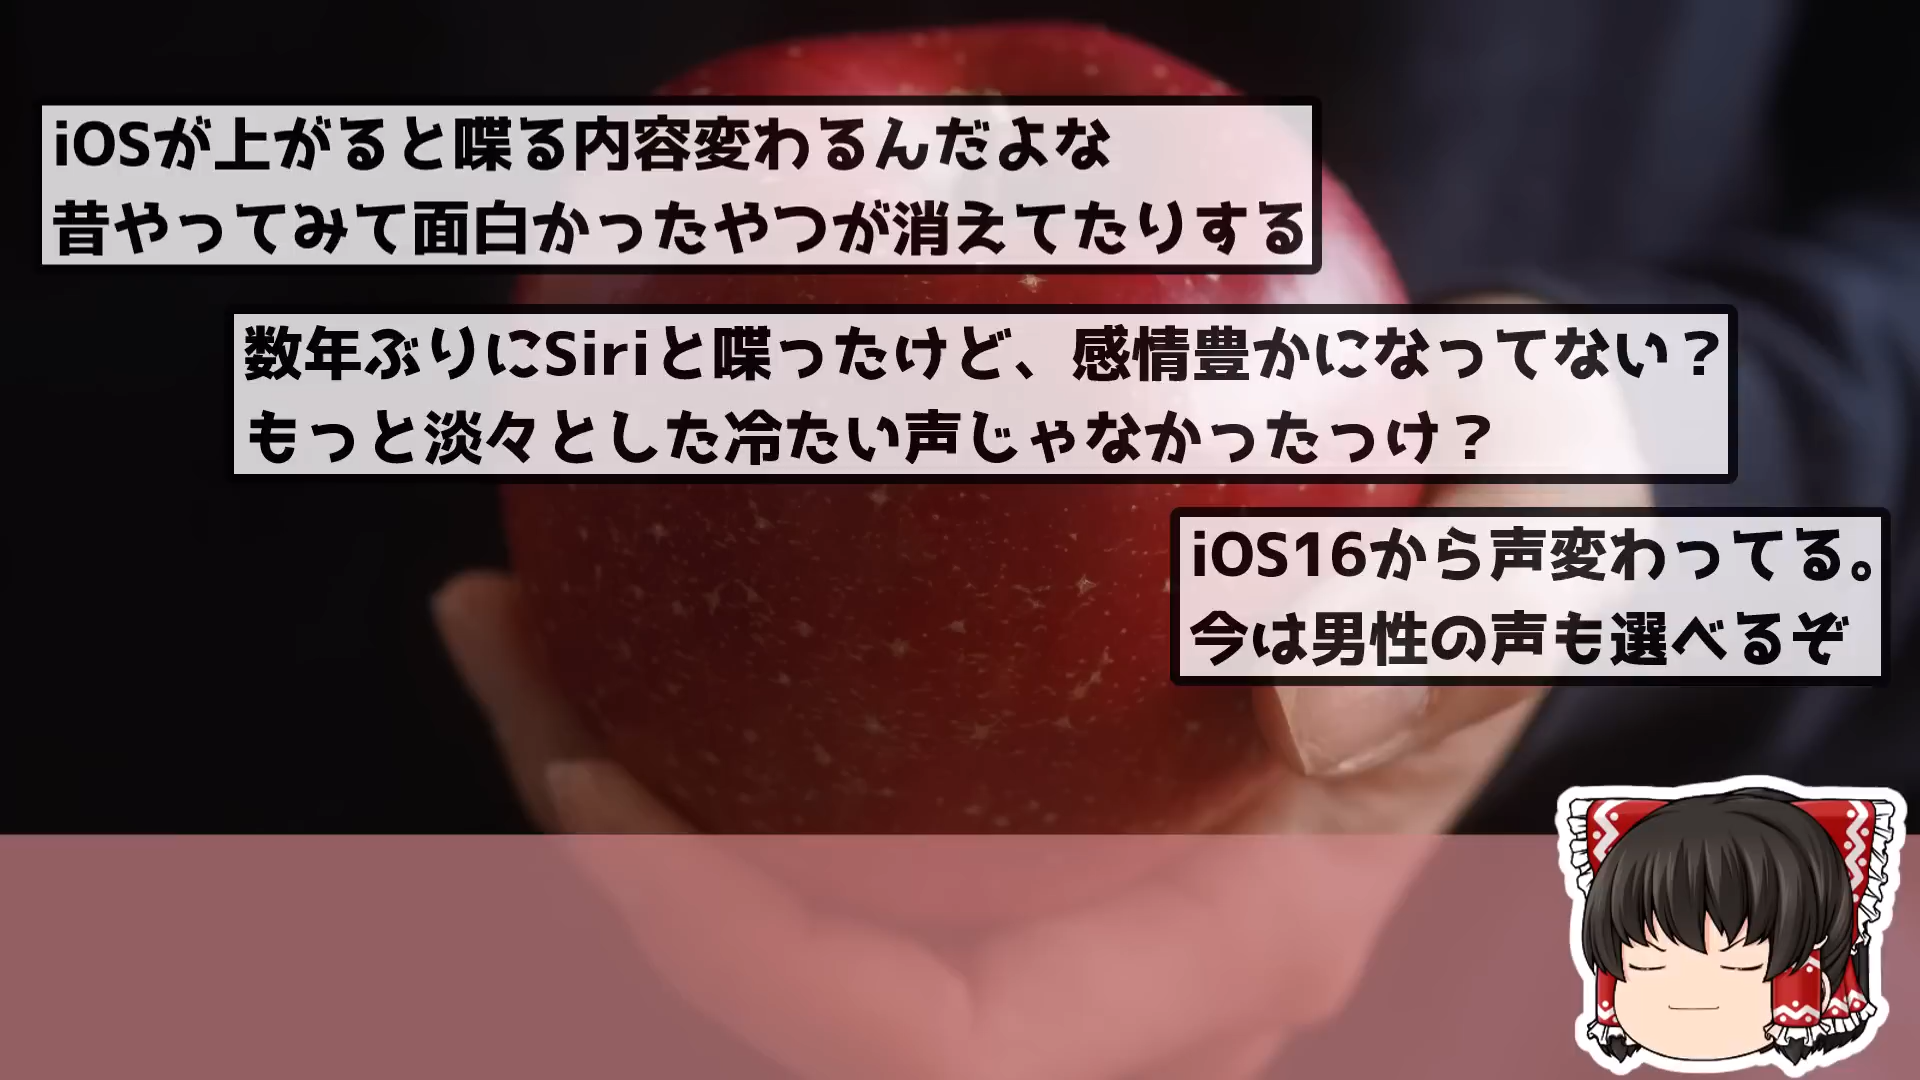 iOSが上がると喋る内容変わるんだよな
昔やってみて面白かったやつが消えてたりする
数年ぶりにSiriと喋ったけど、感情豊かになってない？
もっと淡々とした冷たい声じゃなかったっけ？
iOS16から声変わってる。
今は男性の声も選べるぞ